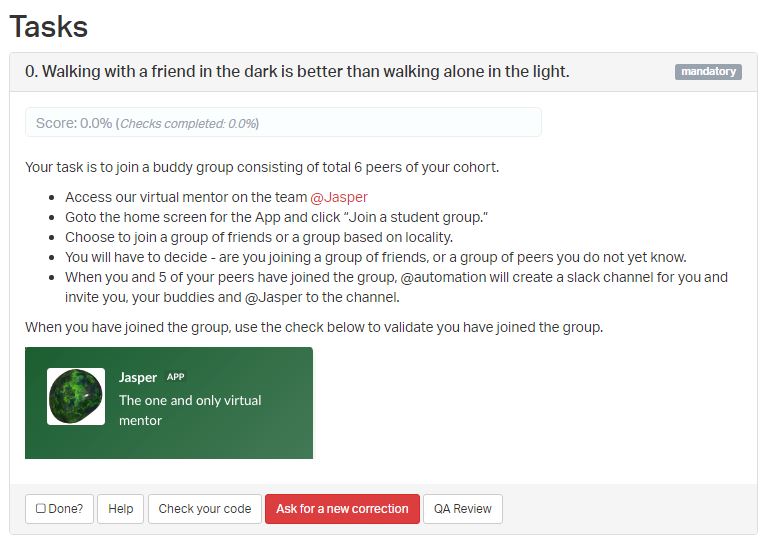 Tasks
0. Walking with a friend in the dark is better than walking alone in the light.
mandatory
Score: 0.0% (Checks completed: 0.0%)
Your task is to join a buddy group consisting of total 6 peers of your cohort.
• Access our virtual mentor on the team @Jasper
• Goto the home screen for the App and click “Join a student group.”
• Choose to join a group of friends or a group based on locality.
• You will have to decide - are you joining a group of friends, or a group of peers you do not yet know.
• When you and 5 of your peers have joined the group, @automation will create a slack channel for you and
invite you, your buddies and @Jasper to the channel.
When you have joined the group, use the check below to validate you have joined the group.
Jasper APP
The one and only virtual
mentor
Done? Help Check your code Ask for a new correction QA Review